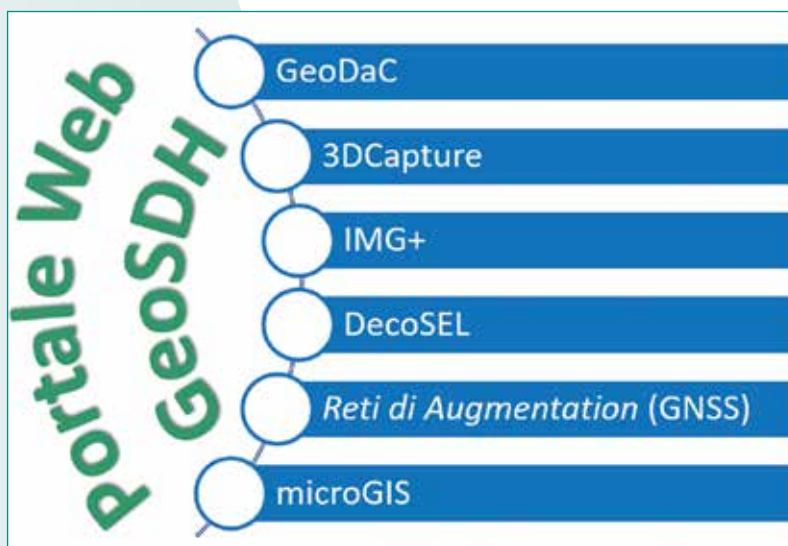 Portale Web
GeoSDH
GeoDaC
3DCapture
IMG+
DecoSEL
Reti di Augmentation (GNSS)
microGIS